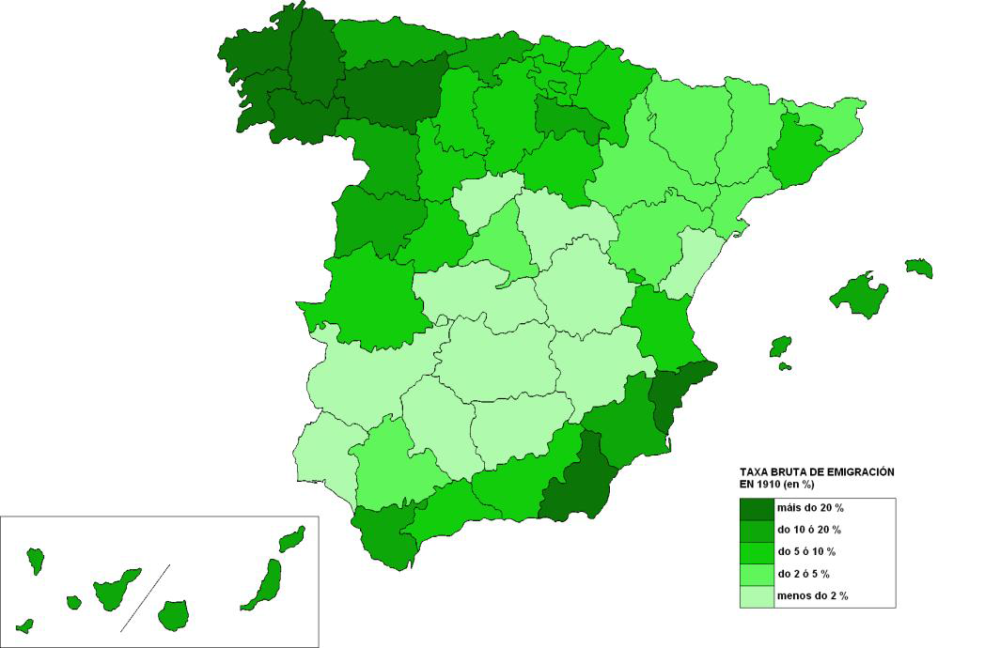 TAXA BRUTA DE EMIGRACIÓN
EN 1910 (en %)
máis do 20 %
do 10 ó 20 %
do 5 ó 10 %
do 2 ó 5 %
menos do 2 %